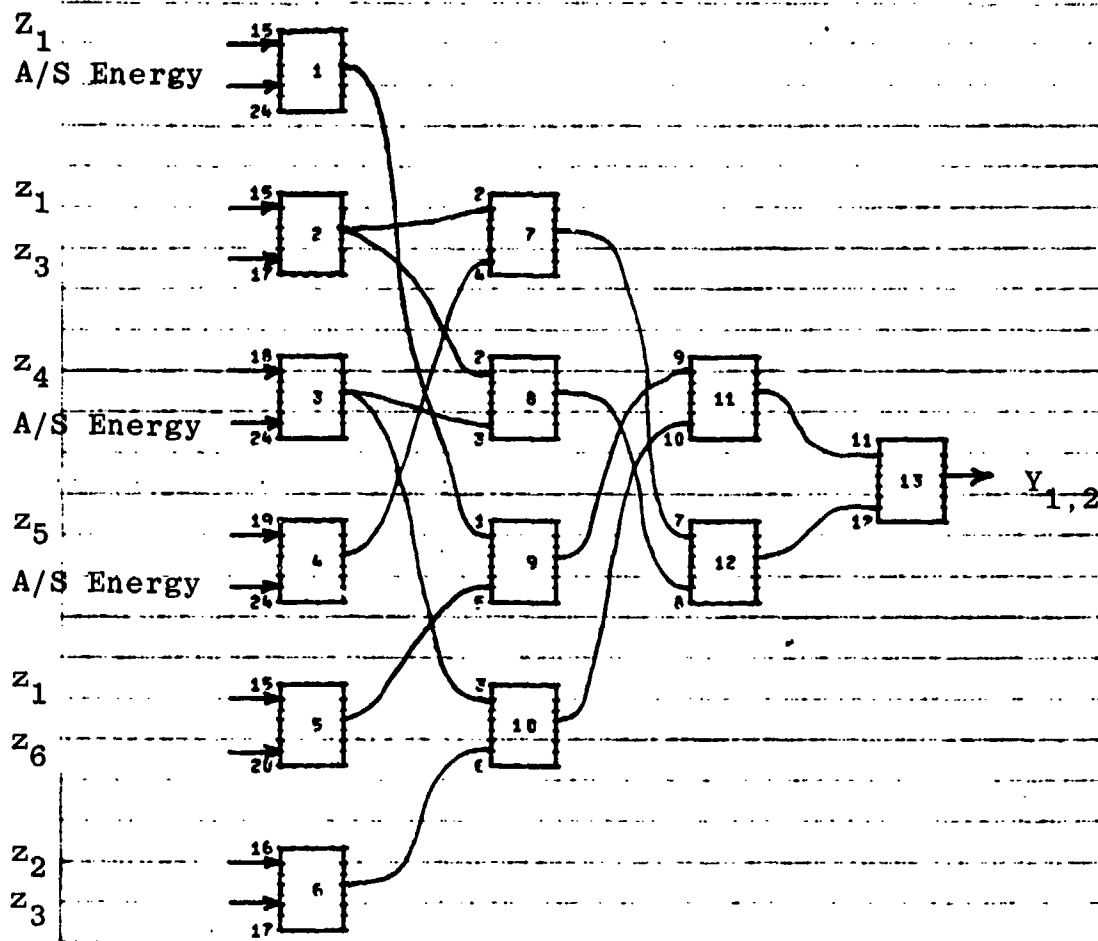 Z1 15
A/S Energy 1
24
z1 15 2
2 7
z3 17 4
z4 18 2 9
3 8 11
A/S Energy 24 3 10 11
13 Y1,2
z5 19 1 7 12
4 9 12
A/S Energy 24 5 8
z1 15 3
5 10
z6 20 6
z2 16
6
z3 17